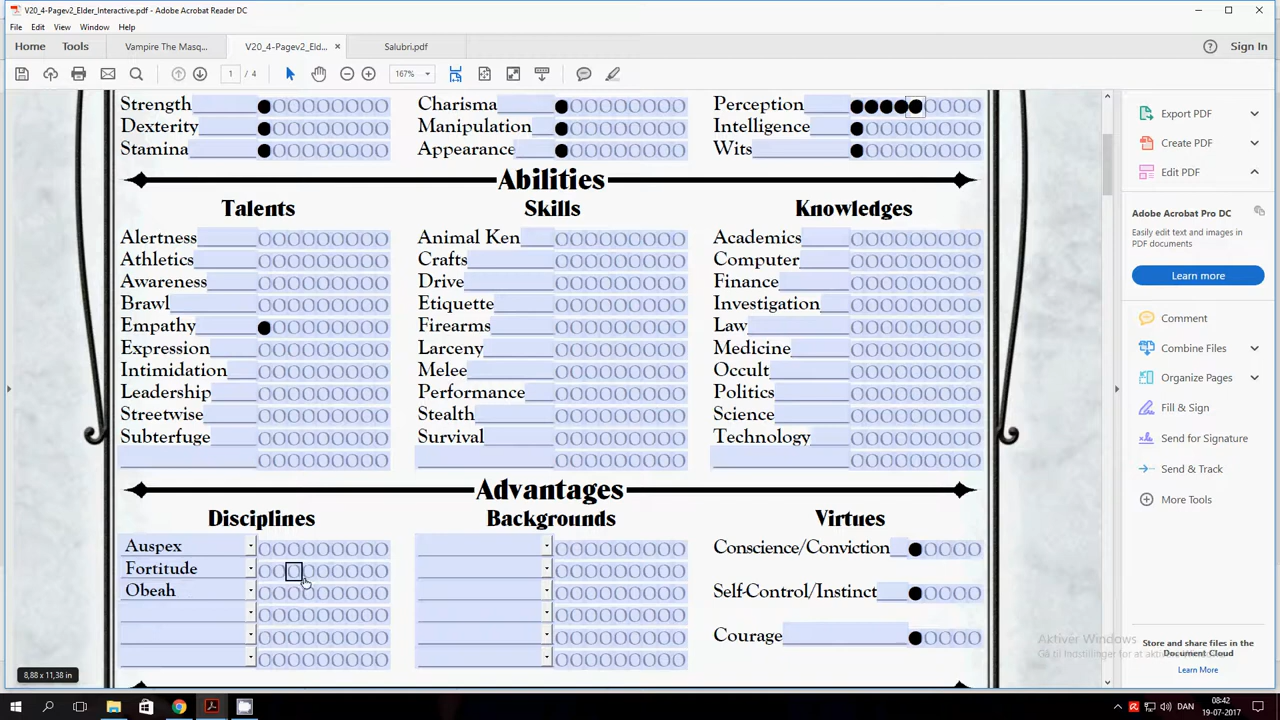 V20_4-Pagev2_Elder_Interactive.pdf - Adobe Acrobat Reader DC
File Edit View Window Help
Home Tools Vampire The Masq... V20_4-Pagev2_Eld... × Salubri.pdf ? Sign In
1 / 4 167%
Strength Charisma Perception
Dexterity Manipulation Intelligence
Stamina Appearance Wits
Abilities
Talents Skills Knowledges
Alertness Animal Ken Academics
Athletics Crafts Computer
Awareness Drive Finance
Brawl Etiquette Investigation
Empathy Firearms Law
Expression Larceny Medicine
Intimidation Melee Occult
Leadership Performance Politics
Streetwise Stealth Science
Subterfuge Survival Technology
Advantages
Disciplines Backgrounds Virtues
Auspex Conscience/Conviction
Fortitude
Obeah Self-Control/Instinct
Courage
8,88 x 11,38 in
Export PDF
Create PDF
Edit PDF
Adobe Acrobat Pro DC
Easily edit text and images in
PDF documents
Learn more
Comment
Combine Files
Organize Pages
Fill & Sign
Send for Signature
Send & Track
More Tools
Aktiver Windows
Gå til Indstillinger for at
Store and share files in the
Document Cloud
Learn More
DAN
08:42
19-07-2017